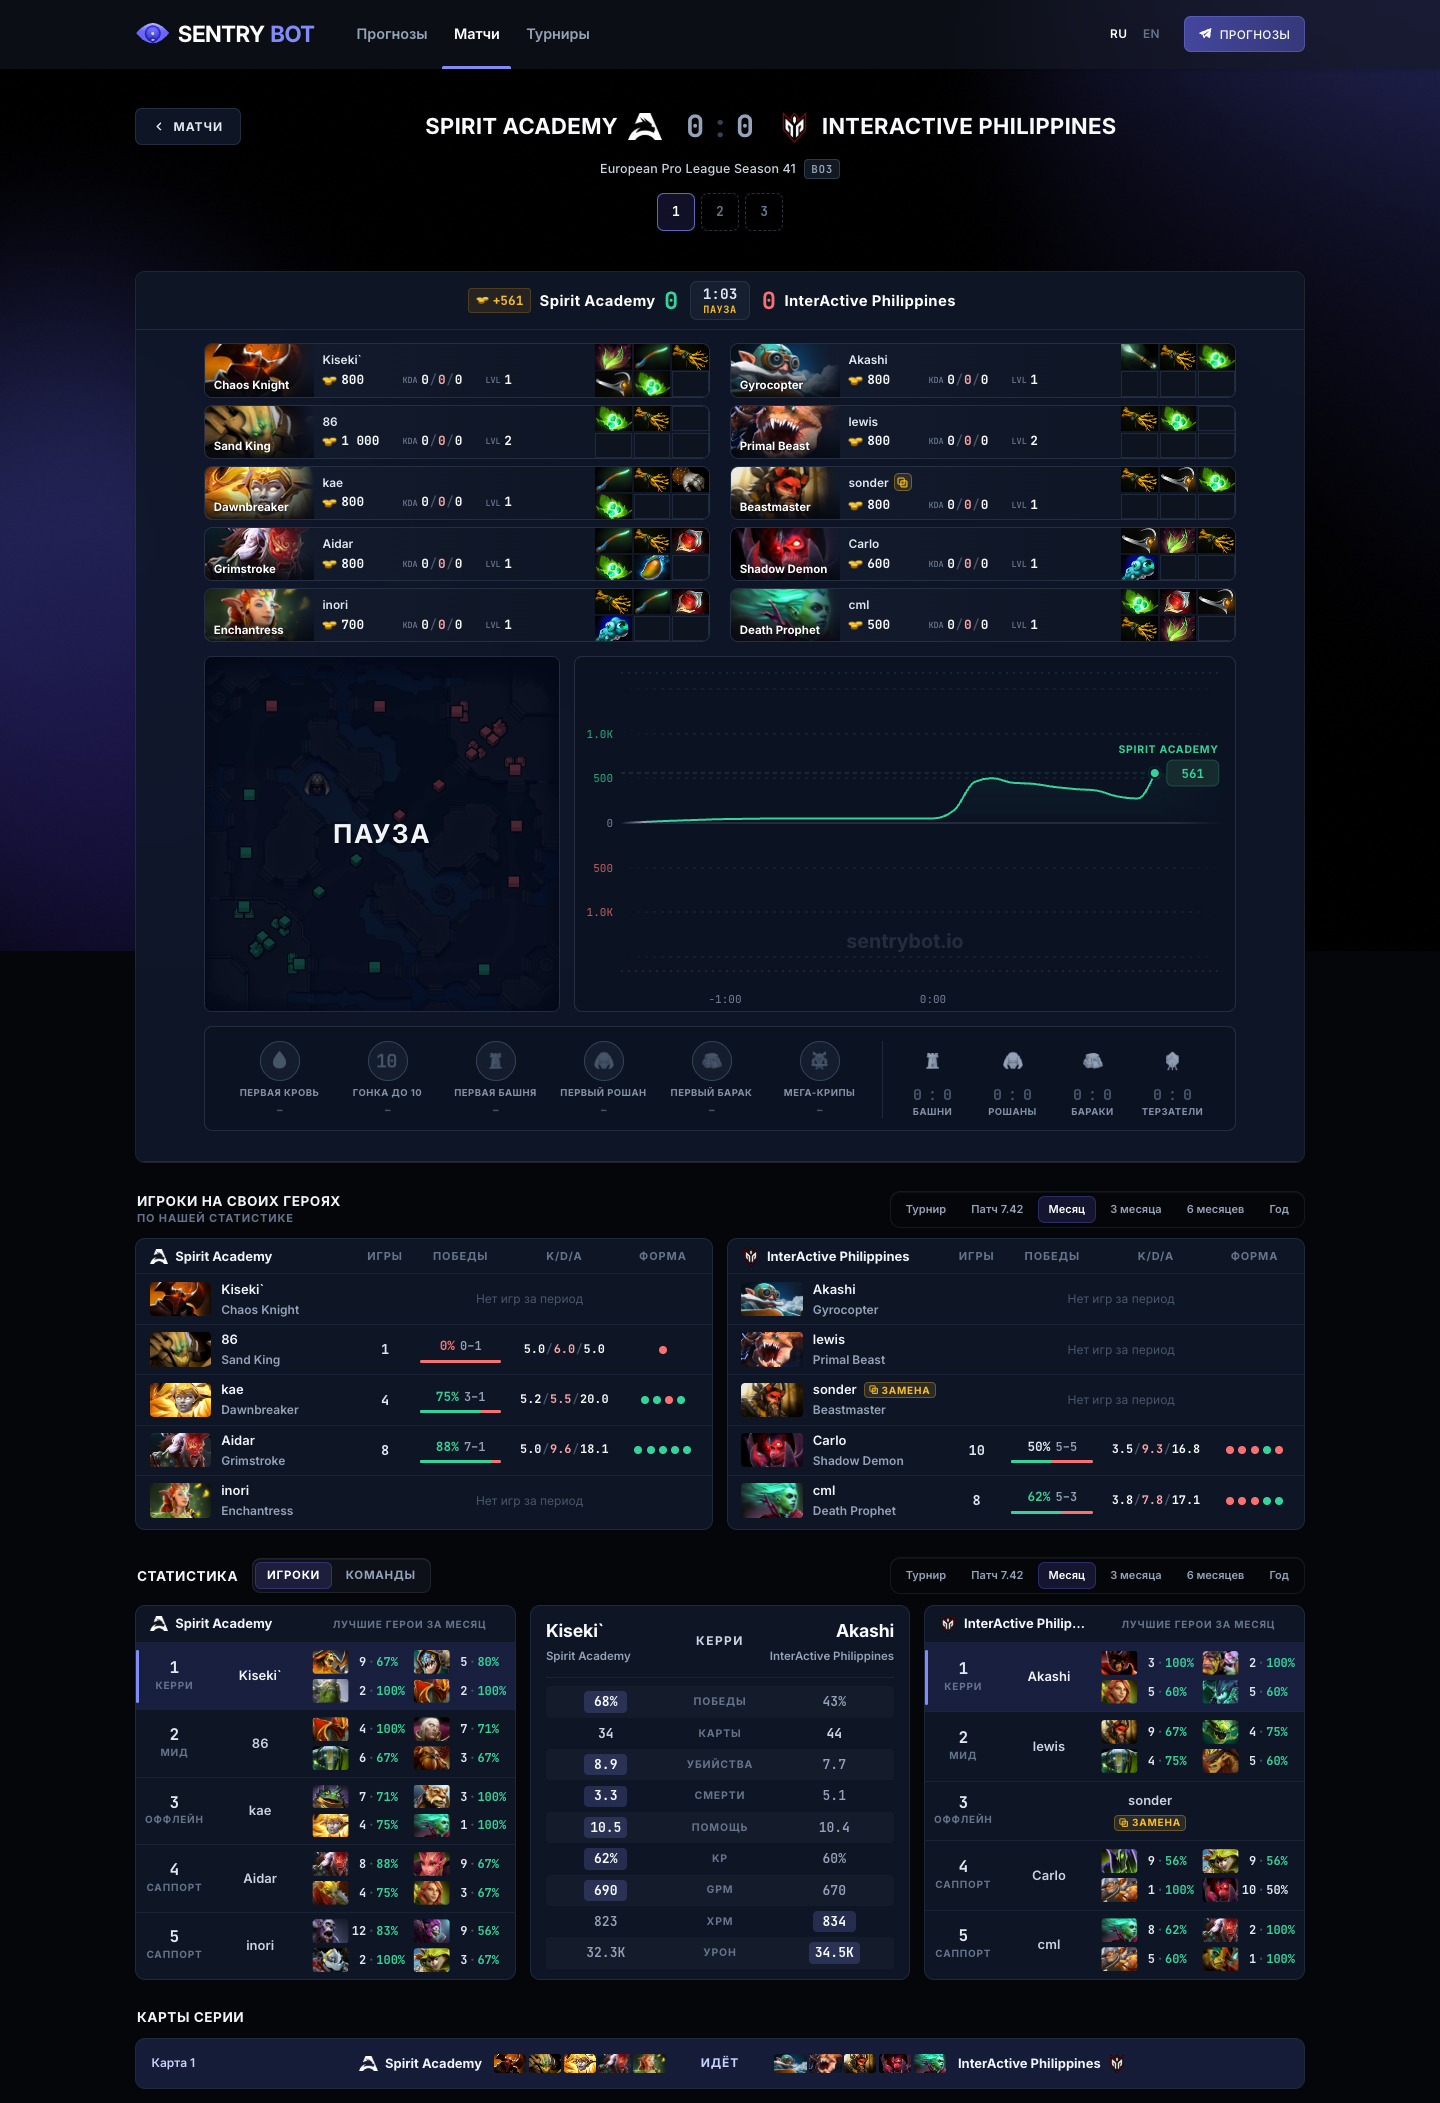 SENTRY BOT
Прогнозы
Матчи
Турниры
RU EN
ПРОГНОЗЫ
МАТЧИ
SPIRIT ACADEMY 0 : 0 INTERACTIVE PHILIPPINES
European Pro League Season 41 BO3
1 2 3
+561 Spirit Academy 0 1:03 ПАУЗА 0 InterActive Philippines
Chaos Knight Kiseki` 800 KDA 0/0/0 LVL 1
Gyrocopter Akashi 800 KDA 0/0/0 LVL 1
Sand King 86 1 000 KDA 0/0/0 LVL 2
Primal Beast lewis 800 KDA 0/0/0 LVL 2
Dawnbreaker kae 800 KDA 0/0/0 LVL 1
Beastmaster sonder 800 KDA 0/0/0 LVL 1
Grimstroke Aidar 800 KDA 0/0/0 LVL 1
Shadow Demon Carlo 600 KDA 0/0/0 LVL 1
Enchantress inori 700 KDA 0/0/0 LVL 1
Death Prophet cml 500 KDA 0/0/0 LVL 1
ПАУЗА
1.0K
SPIRIT ACADEMY
500
561
0
500
1.0K
sentrybot.io
-1:00 0:00
10
ПЕРВАЯ КРОВЬ ГОНКА ДО 10 ПЕРВАЯ БАШНЯ ПЕРВЫЙ РОШАН ПЕРВЫЙ БАРАК МЕГА-КРИПЫ
– – – – – –
0 : 0 0 : 0 0 : 0 0 : 0
БАШНИ РОШАНЫ БАРАКИ ТЕРЗАТЕЛИ
ИГРОКИ НА СВОИХ ГЕРОЯХ
ПО НАШЕЙ СТАТИСТИКЕ
Турнир Патч 7.42 Месяц 3 месяца 6 месяцев Год
Spirit Academy ИГРЫ ПОБЕДЫ K/D/A ФОРМА
Kiseki`
Chaos Knight
Нет игр за период
86
Sand King
1 0% 0–1 5.0/6.0/5.0
kae
Dawnbreaker
4 75% 3–1 5.2/5.5/20.0
Aidar
Grimstroke
8 88% 7–1 5.0/9.6/18.1
inori
Enchantress
Нет игр за период
InterActive Philippines ИГРЫ ПОБЕДЫ K/D/A ФОРМА
Akashi
Gyrocopter
Нет игр за период
lewis
Primal Beast
Нет игр за период
sonder ЗАМЕНА
Beastmaster
Нет игр за период
Carlo
Shadow Demon
10 50% 5–5 3.5/9.3/16.8
cml
Death Prophet
8 62% 5–3 3.8/7.8/17.1
СТАТИСТИКА
ИГРОКИ КОМАНДЫ
Турнир Патч 7.42 Месяц 3 месяца 6 месяцев Год
Spirit Academy ЛУЧШИЕ ГЕРОИ ЗА МЕСЯЦ
1 КЕРРИ Kiseki`
9 · 67% 5 · 80%
2 · 100% 2 · 100%
2 МИД 86
4 · 100% 7 · 71%
6 · 67% 3 · 67%
3 ОФФЛЕЙН kae
7 · 71% 3 · 100%
4 · 75% 1 · 100%
4 САППОРТ Aidar
8 · 88% 9 · 67%
4 · 75% 3 · 67%
5 САППОРТ inori
12 · 83% 9 · 56%
2 · 100% 3 · 67%
Kiseki` КЕРРИ Akashi
Spirit Academy InterActive Philippines
68% ПОБЕДЫ 43%
34 КАРТЫ 44
8.9 УБИЙСТВА 7.7
3.3 СМЕРТИ 5.1
10.5 ПОМОЩЬ 10.4
62% KP 60%
690 GPM 670
823 XPM 834
32.3K УРОН 34.5K
InterActive Philip... ЛУЧШИЕ ГЕРОИ ЗА МЕСЯЦ
1 КЕРРИ Akashi
3 · 100% 2 · 100%
5 · 60% 5 · 60%
2 МИД lewis
9 · 67% 4 · 75%
4 · 75% 5 · 60%
3 ОФФЛЕЙН sonder
ЗАМЕНА
4 САППОРТ Carlo
9 · 56% 9 · 56%
1 · 100% 10 · 50%
5 САППОРТ cml
8 · 62% 2 · 100%
5 · 60% 1 · 100%
КАРТЫ СЕРИИ
Карта 1 Spirit Academy ИДЁТ InterActive Philippines